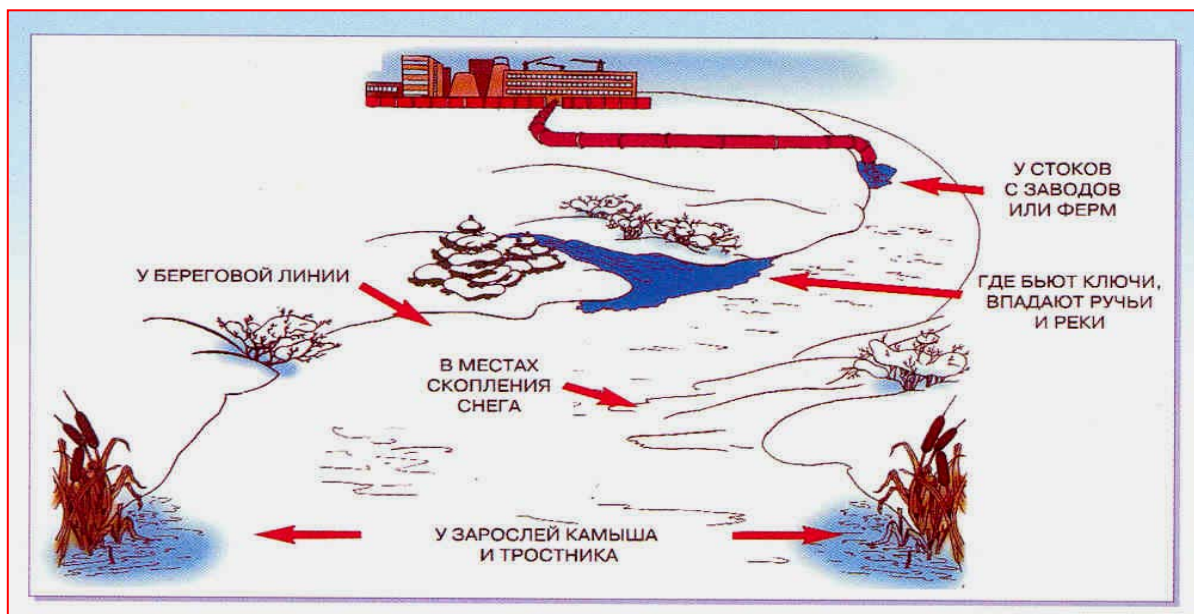 У СТОКОВ
С ЗАВОДОВ
ИЛИ ФЕРМ
У БЕРЕГОВОЙ ЛИНИИ
ГДЕ БЬЮТ КЛЮЧИ,
ВПАДАЮТ РУЧЬИ
И РЕКИ
В МЕСТАХ
СКОПЛЕНИЯ
СНЕГА
У ЗАРОСЛЕЙ КАМЫША
И ТРОСТНИКА